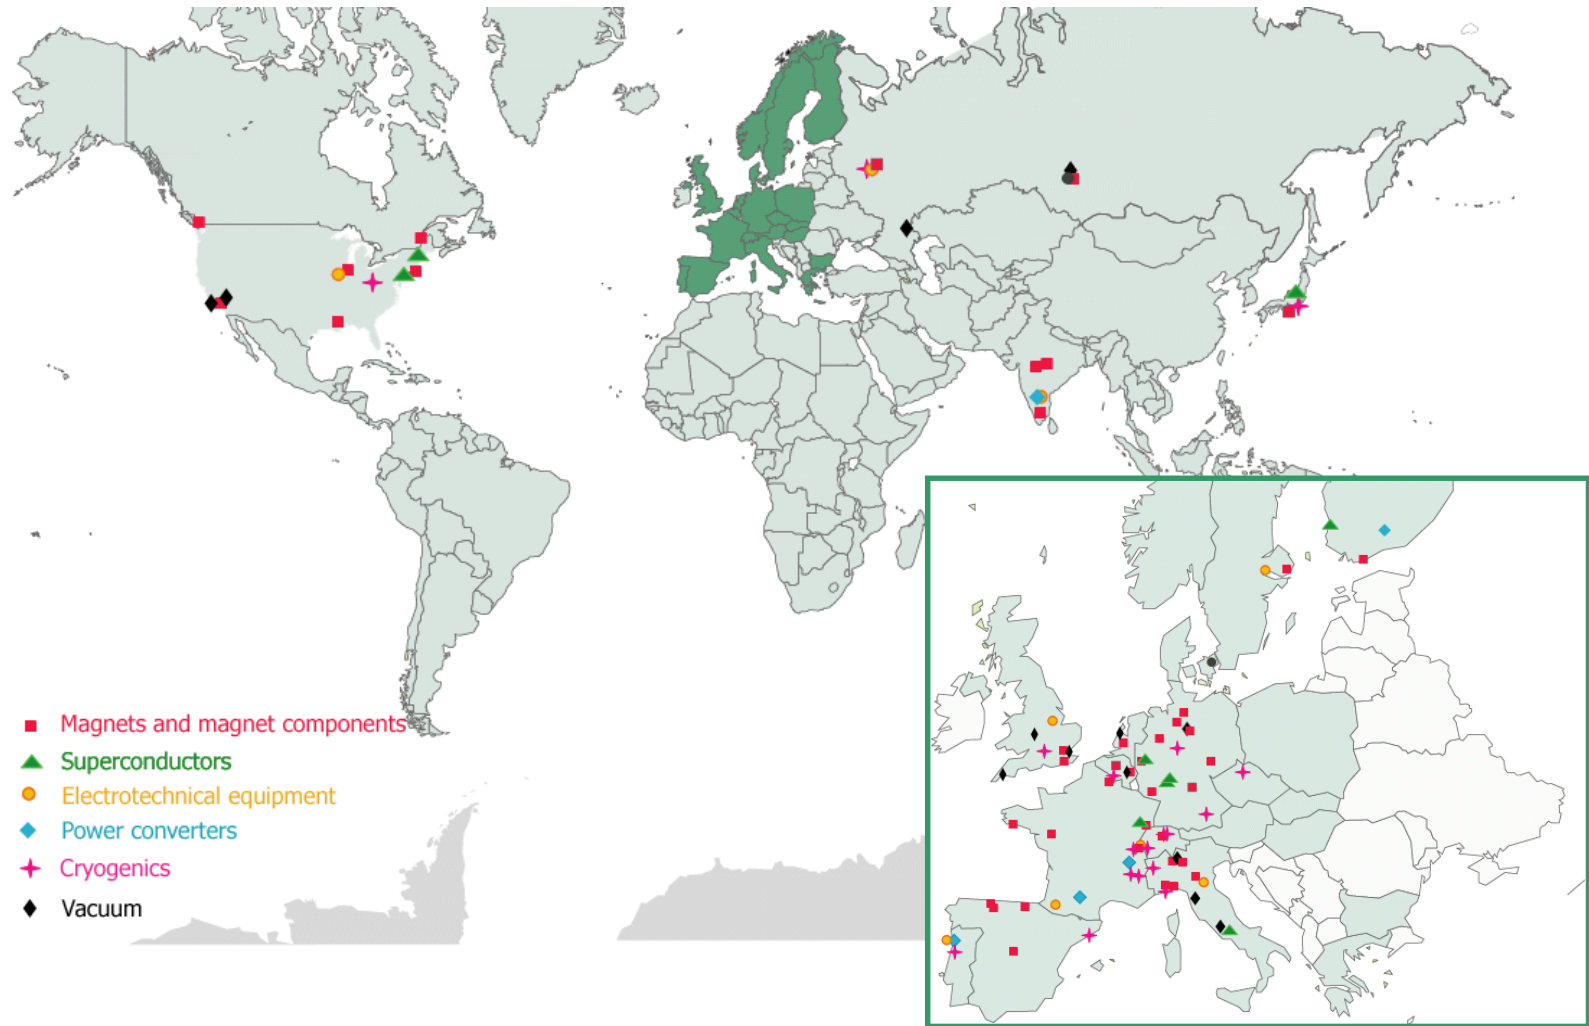 Magnets and magnet components
Superconductors
Electrotechnical equipment
Power converters
Cryogenics
Vacuum